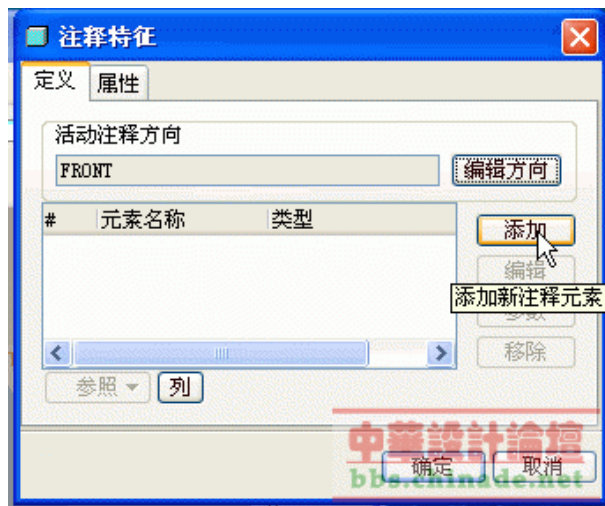 注释特征
定义 属性
活动注释方向
FRONT 编辑方向
# 元素名称 类型
添加
编辑
添加新注释元素
参数
移除
参照 列
中華設計論壇
确定 取消
bbs.chinade.net